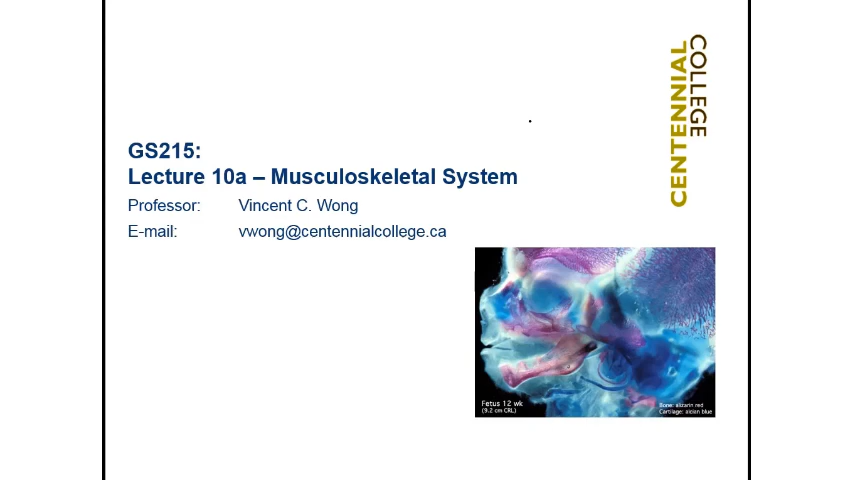 CENTENNIAL
COLLEGE
GS215:
Lecture 10a – Musculoskeletal System
Professor: Vincent C. Wong
E-mail: vwong@centennialcollege.ca
Fetus 12 wk
(9.2 cm CRL)
Bone: alizarin red
Cartilage: alcian blue